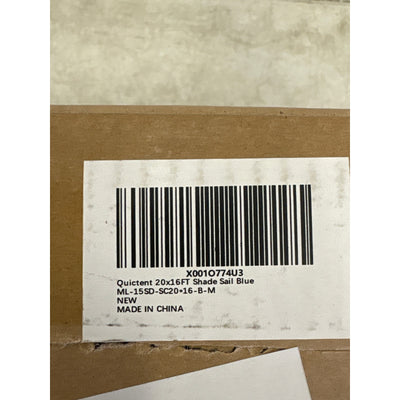 X001O774U3
Quictent 20x16FT Shade Sail Blue
ML-15SD-SC20*16-B-M
NEW
MADE IN CHINA